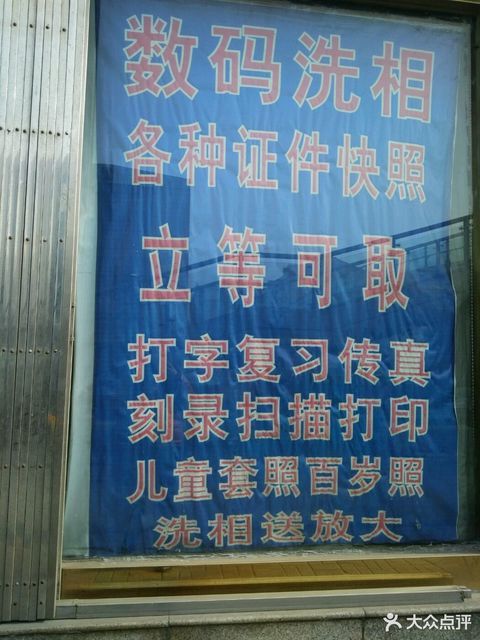 数码洗相
各种证件快照
立等可取
打字复习传真
刻录扫描打印
儿童套照百岁照
洗相送放大
大众点评